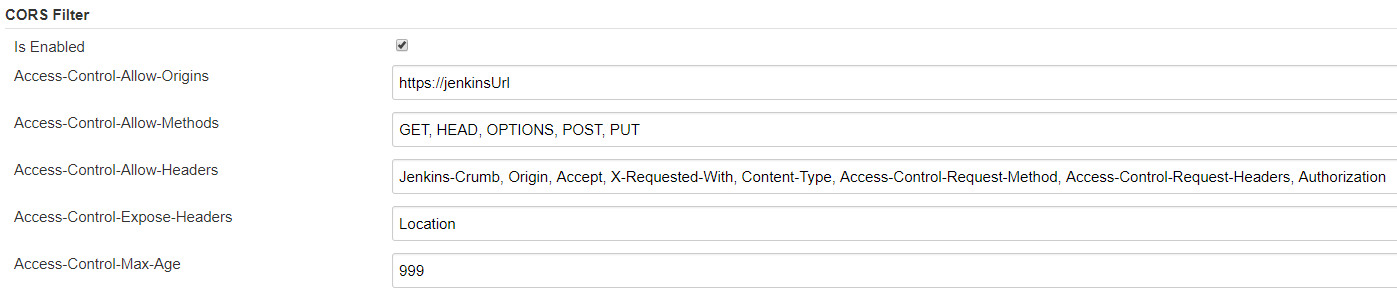 CORS Filter
Is Enabled
Access-Control-Allow-Origins https://jenkinsUrl
Access-Control-Allow-Methods GET, HEAD, OPTIONS, POST, PUT
Access-Control-Allow-Headers Jenkins-Crumb, Origin, Accept, X-Requested-With, Content-Type, Access-Control-Request-Method, Access-Control-Request-Headers, Authorization
Access-Control-Expose-Headers Location
Access-Control-Max-Age 999